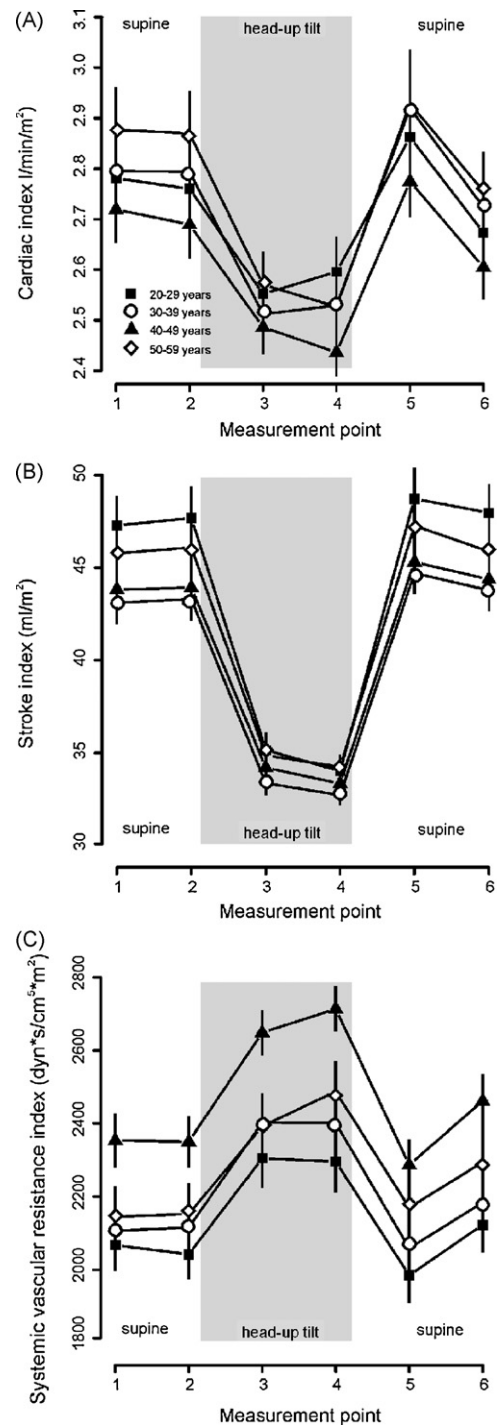 (A)
supine head-up tilt supine
Cardiac index l/min/m²
3.1
3.0
2.9
2.8
2.7
2.6
2.5
2.4
20-29 years
30-39 years
40-49 years
50-59 years
1 2 3 4 5 6
Measurement point
(B)
Stroke index (ml/m²)
50
45
40
35
30
supine head-up tilt supine
1 2 3 4 5 6
Measurement point
(C)
Systemic vascular resistance index (dyn*s/cm⁵*m²)
2800
2600
2400
2200
2000
1800
supine head-up tilt supine
1 2 3 4 5 6
Measurement point